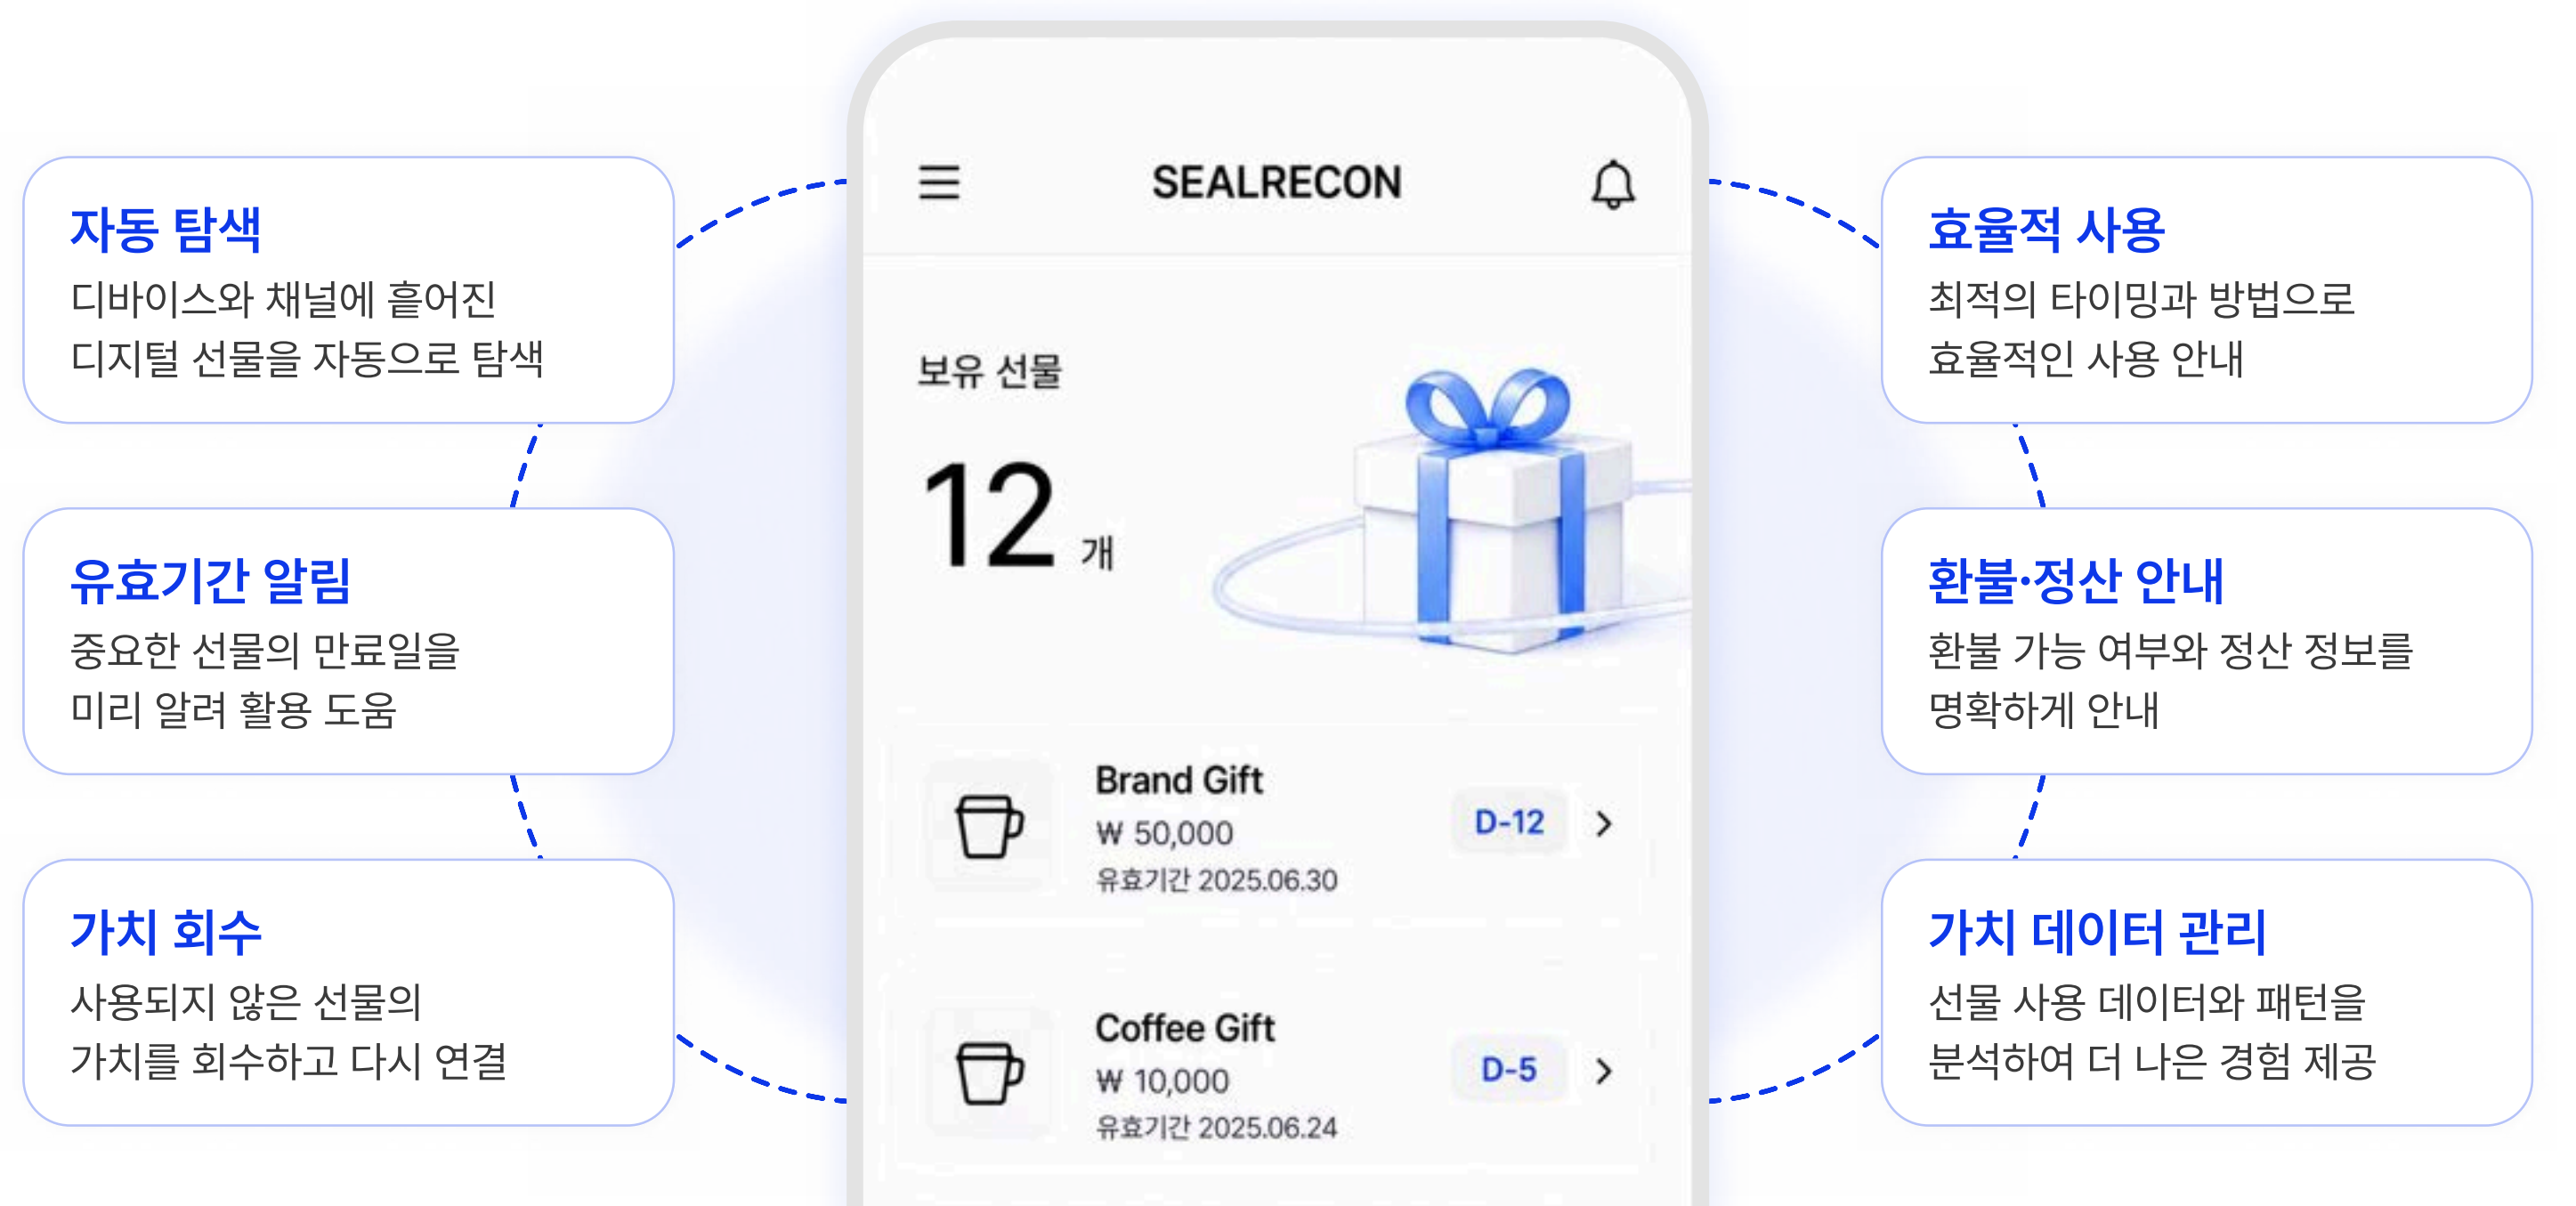 자동 탐색
디바이스와 채널에 흩어진
디지털 선물을 자동으로 탐색
유효기간 알림
중요한 선물의 만료일을
미리 알려 활용 도움
가치 회수
사용되지 않은 선물의
가치를 회수하고 다시 연결
SEALRECON
보유 선물
12 개
Brand Gift
₩ 50,000
유효기간 2025.06.30
D-12
Coffee Gift
₩ 10,000
유효기간 2025.06.24
D-5
효율적 사용
최적의 타이밍과 방법으로
효율적인 사용 안내
환불·정산 안내
환불 가능 여부와 정산 정보를
명확하게 안내
가치 데이터 관리
선물 사용 데이터와 패턴을
분석하여 더 나은 경험 제공